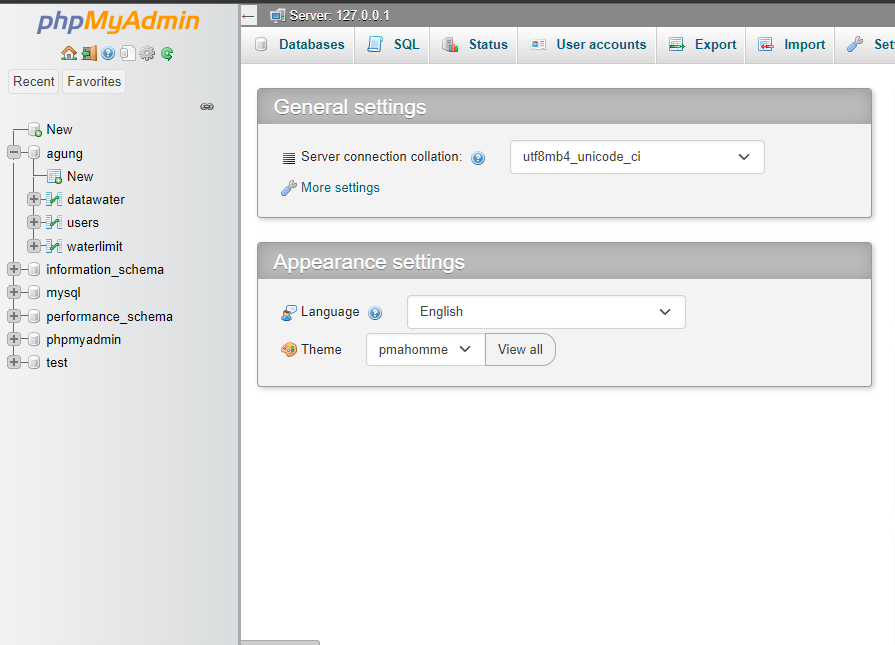 phpMyAdmin
Recent Favorites
New
agung
New
datawater
users
waterlimit
information_schema
mysql
performance_schema
phpmyadmin
test
Server: 127.0.0.1
Databases SQL Status User accounts Export Import
General settings
Server connection collation: utf8mb4_unicode_ci
More settings
Appearance settings
Language English
Theme pmahomme View all